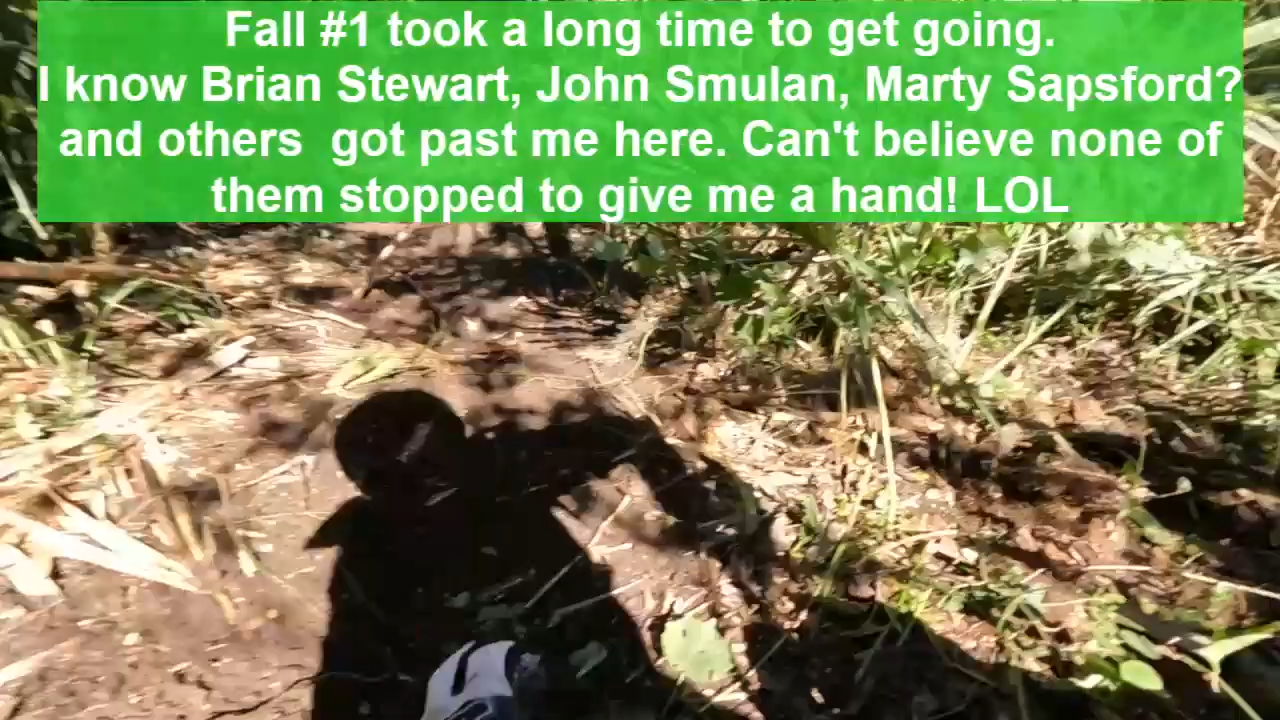 Fall #1 took a long time to get going.
I know Brian Stewart, John Smulan, Marty Sapsford?
and others  got past me here. Can't believe none of
them stopped to give me a hand! LOL